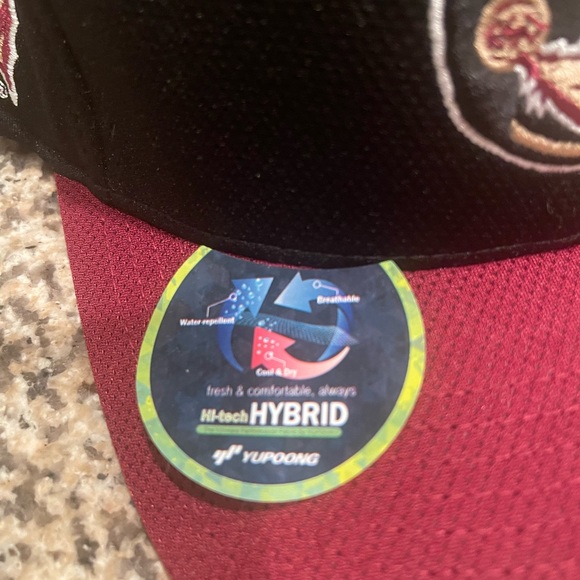 Breathable
Water repellent
Cool & Dry
fresh & comfortable, always
Hi-tech HYBRID
YUPOONG